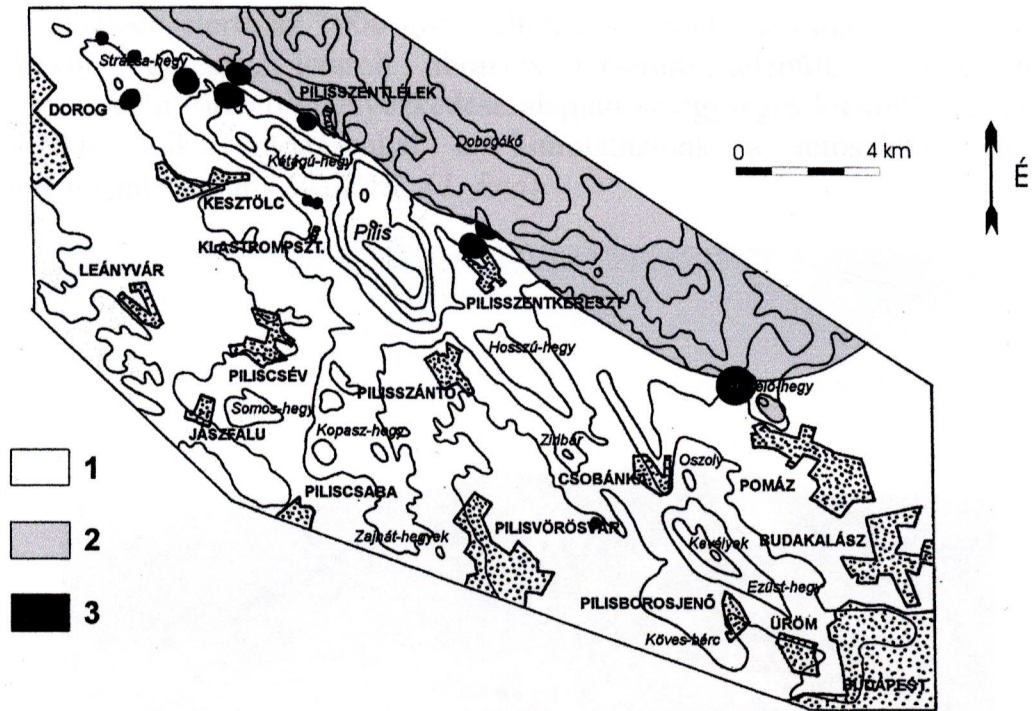 Strázsa-hegy
DOROG
PILISSZENTLÉLEK
Dobogókő
0 4 km
É
Kétágú-hegy
KESZTÖLC
Pilis
KLASTROMPSZT.
LEÁNYVÁR
PILISSZENTKERESZT
Hosszú-hegy
PILISCSÉV
PILISSZÁNTÓ
Somos-hegy
JÁSZFALU
Kopasz-hegy
Ziribár
CSOBÁNKA
Oszoly
POMÁZ
1
PILISCSABA
PILISVÖRÖSVÁR
Zajnát-hegyek
Kevélyek
BUDAKALÁSZ
2
Ezüst-hegy
PILISBOROSJENŐ
3
ÜRÖM
Köves-bérc
BUDAPEST